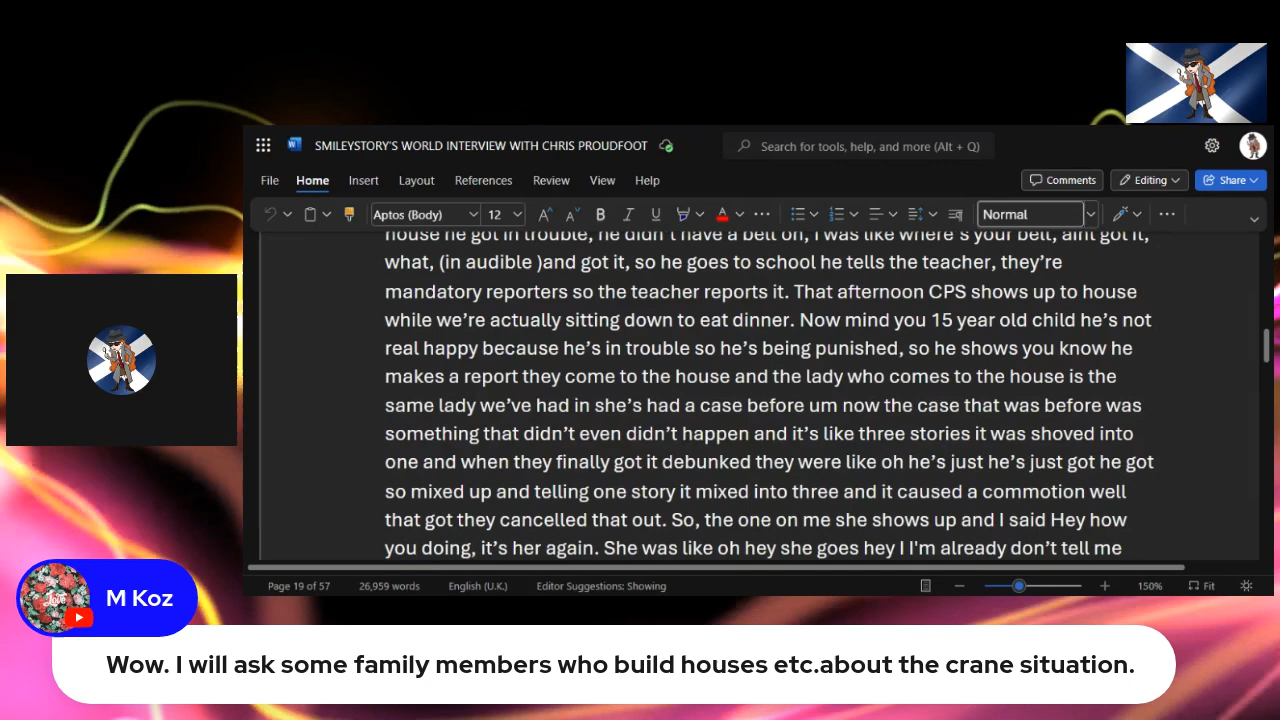 SMILEYSTORY'S WORLD INTERVIEW WITH CHRIS PROUDFOOT
Search for tools, help, and more (Alt + Q)
File Home Insert Layout References Review View Help Comments Editing Share
Aptos (Body) 12 A A B I U A Normal
house he got in trouble, he didn't have a belt on, I was like where's your belt, aint got it,
what, (in audible )and got it, so he goes to school he tells the teacher, they're
mandatory reporters so the teacher reports it. That afternoon CPS shows up to house
while we're actually sitting down to eat dinner. Now mind you 15 year old child he's not
real happy because he's in trouble so he's being punished, so he shows you know he
makes a report they come to the house and the lady who comes to the house is the
same lady we've had in she's had a case before um now the case that was before was
something that didn't even didn't happen and it's like three stories it was shoved into
one and when they finally got it debunked they were like oh he's just he's just got he got
so mixed up and telling one story it mixed into three and it caused a commotion well
that got they cancelled that out. So, the one on me she shows up and I said Hey how
you doing, it's her again. She was like oh hey she goes hey I I'm already don't tell me
Page 19 of 57 26,959 words English (U.K.) Editor Suggestions: Showing 150% Fit
Love
M Koz
Wow. I will ask some family members who build houses etc.about the crane situation.